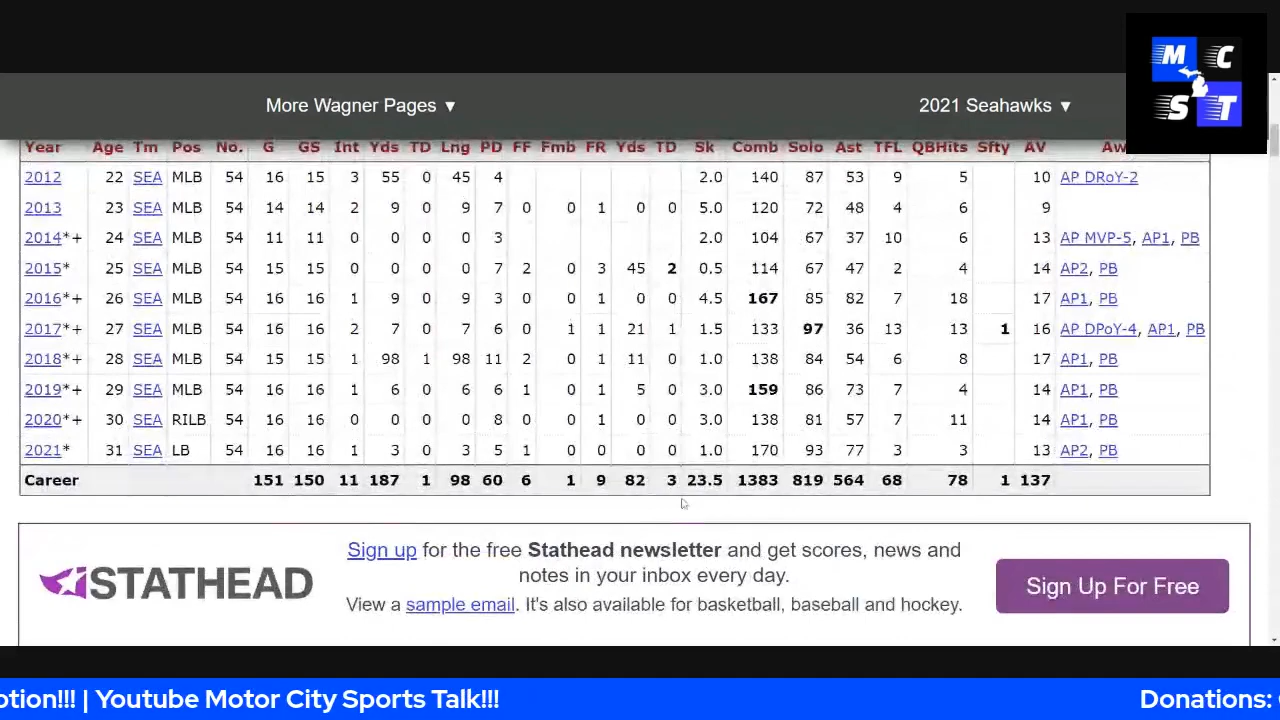 M C
S T
More Wagner Pages ▼ 2021 Seahawks ▼
Year Age Tm Pos No. G GS Int Yds TD Lng PD FF Fmb FR Yds TD Sk Comb Solo Ast TFL QBHits Sfty AV Aw
2012 22 SEA MLB 54 16 15 3 55 0 45 4 2.0 140 87 53 9 5 10 AP DRoY-2
2013 23 SEA MLB 54 14 14 2 9 0 9 7 0 0 1 0 0 5.0 120 72 48 4 6 9
2014*+ 24 SEA MLB 54 11 11 0 0 0 3 2.0 104 67 37 10 6 13 AP MVP-5, AP1, PB
2015* 25 SEA MLB 54 15 15 0 0 0 0 7 2 0 3 45 2 0.5 114 67 47 2 4 14 AP2, PB
2016*+ 26 SEA MLB 54 16 16 1 9 0 9 3 0 0 1 0 0 4.5 167 85 82 7 18 17 AP1, PB
2017*+ 27 SEA MLB 54 16 16 2 7 0 7 6 0 1 1 21 1 1.5 133 97 36 13 13 1 16 AP DPoY-4, AP1, PB
2018*+ 28 SEA MLB 54 15 15 1 98 1 98 11 2 0 1 11 0 1.0 138 84 54 6 8 17 AP1, PB
2019*+ 29 SEA MLB 54 16 16 1 6 0 6 6 1 0 1 5 0 3.0 159 86 73 7 4 14 AP1, PB
2020*+ 30 SEA RILB 54 16 16 0 0 0 0 8 0 0 1 0 0 3.0 138 81 57 7 11 14 AP1, PB
2021* 31 SEA LB 54 16 16 1 3 0 3 5 1 0 0 0 0 1.0 170 93 77 3 3 13 AP2, PB
Career 151 150 11 187 1 98 60 6 1 9 82 3 23.5 1383 819 564 68 78 1 137
STATHEAD
Sign up for the free Stathead newsletter and get scores, news and
notes in your inbox every day.
View a sample email. It's also available for basketball, baseball and hockey.
Sign Up For Free
otion!!! | Youtube Motor City Sports Talk!!! Donations: